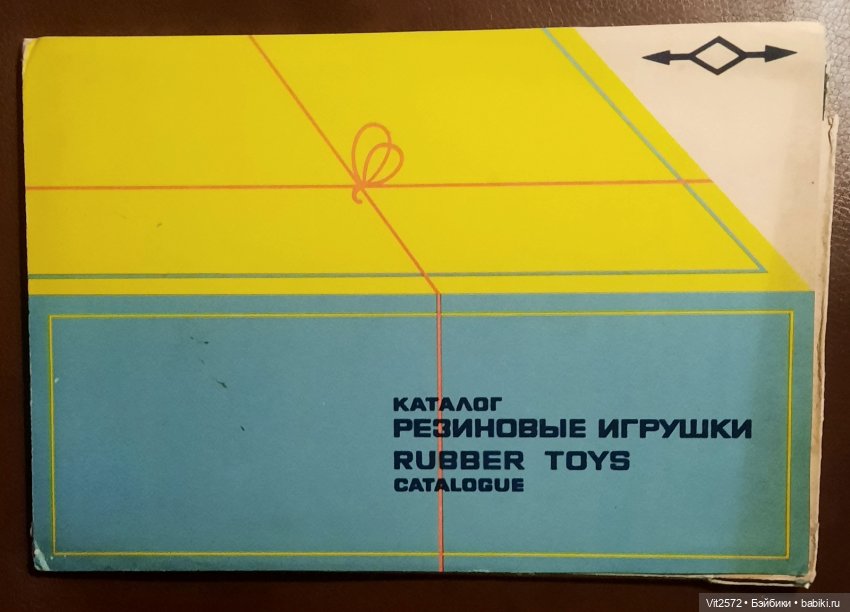 КАТАЛОГ
РЕЗИНОВЫЕ ИГРУШКИ
RUBBER TOYS
CATALOGUE
Vit2572 • Бэйбики • babiki.ru